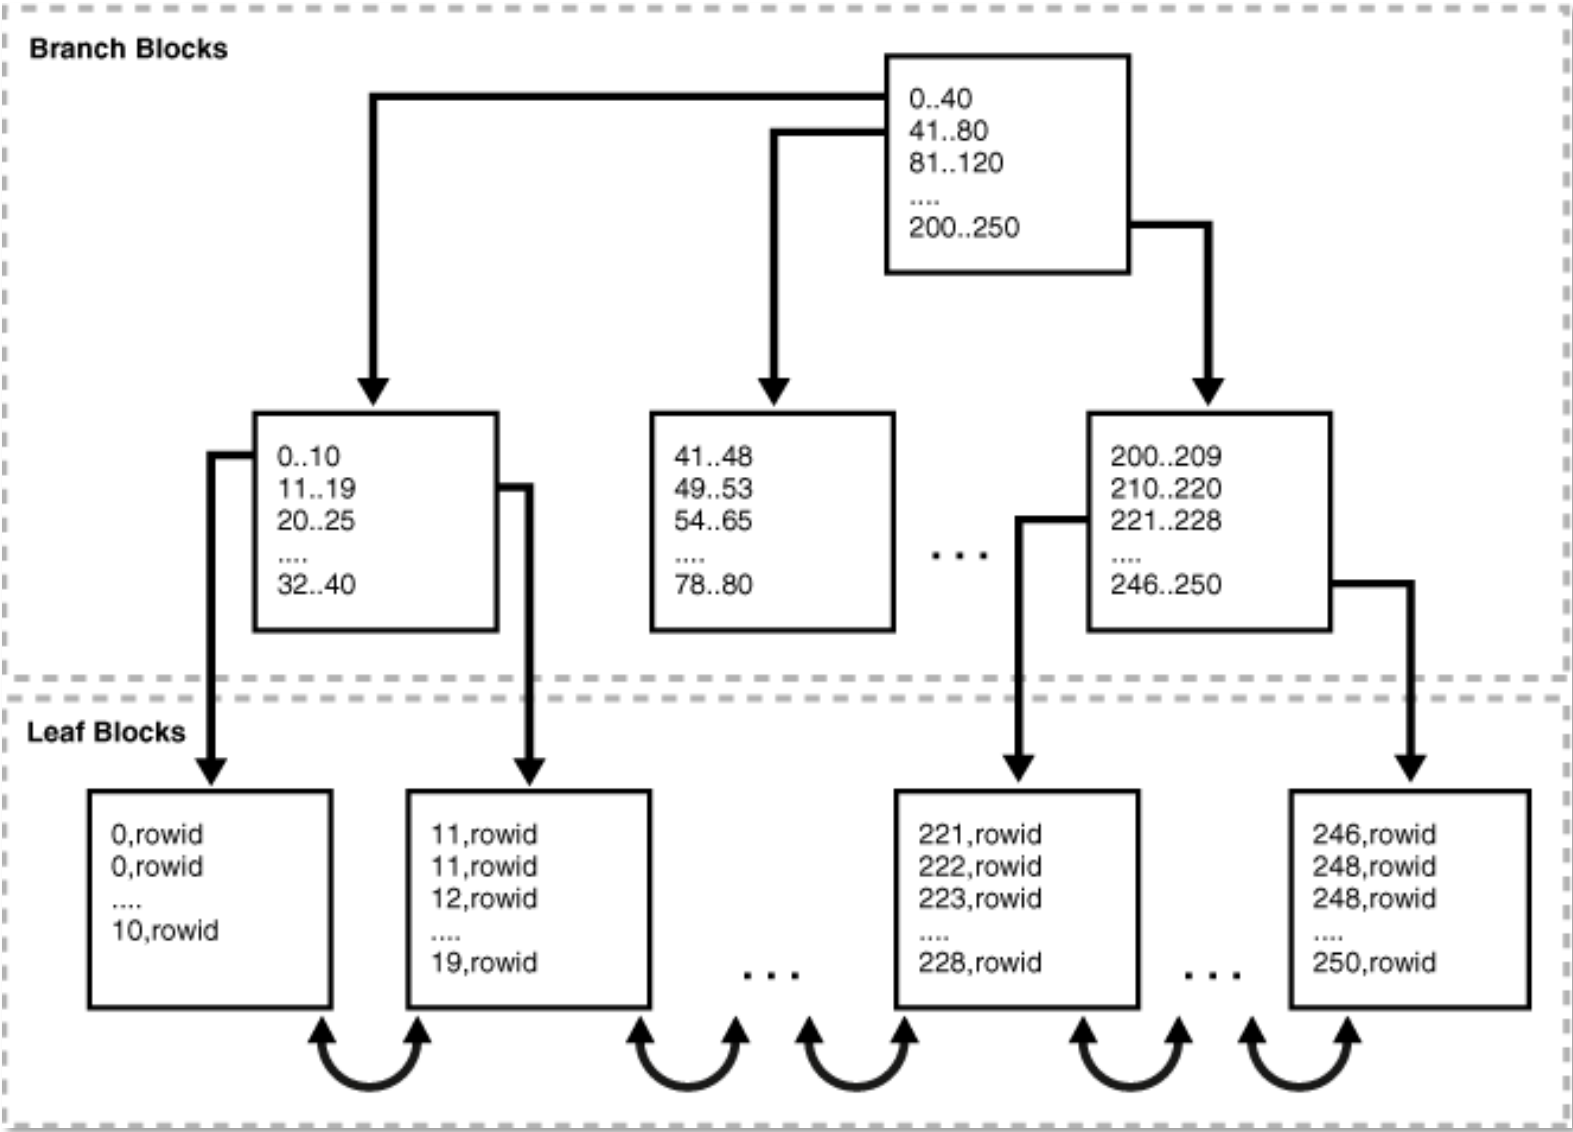 Branch Blocks
0..40
41..80
81..120
....
200..250
0..10
11..19
20..25
....
32..40
41..48
49..53
54..65
....
78..80
...
200..209
210..220
221..228
....
246..250
Leaf Blocks
0,rowid
0,rowid
....
10,rowid
11,rowid
11,rowid
12,rowid
....
19,rowid
...
221,rowid
222,rowid
223,rowid
....
228,rowid
...
246,rowid
248,rowid
248,rowid
....
250,rowid